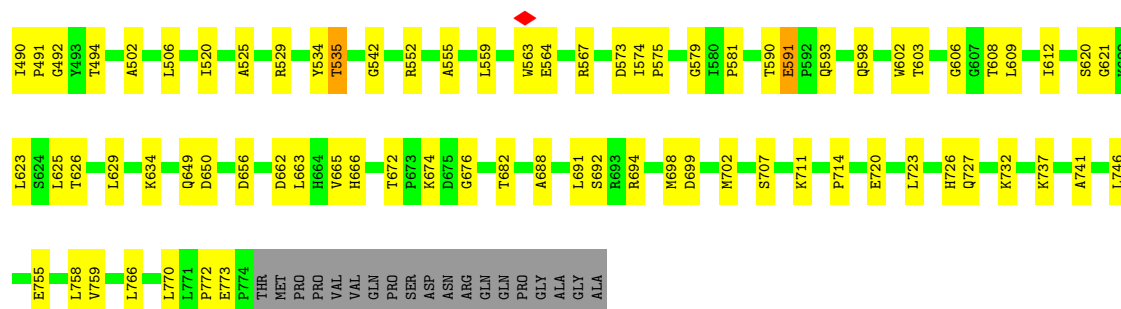 I490 P491 G492 Y493 T494 A502 L506 I520 A525 R529 Y534 T535 G542 R552 A555 L559 W563 E564 R567 D573 I574 P575 G579 I580 P581 T590 E591 P592 Q593 Q598 W602 T603 G606 G607 T608 L609 I612 S620 G621
L623 S624 L625 T626 L629 K634 Q649 D650 D656 D662 L663 H664 V665 H666 T672 P673 K674 D675 G676 T682 A688 L691 S692 R693 R694 M698 D699 M702 S707 K711 P714 E720 L723 H726 Q727 K732 K737 A741 L746
E755 L758 V759 L766 L770 L771 P772 E773 P774 THR MET PRO PRO VAL VAL GLN PRO SER ASP ASN ARG GLN GLN PRO GLY ALA GLY ALA